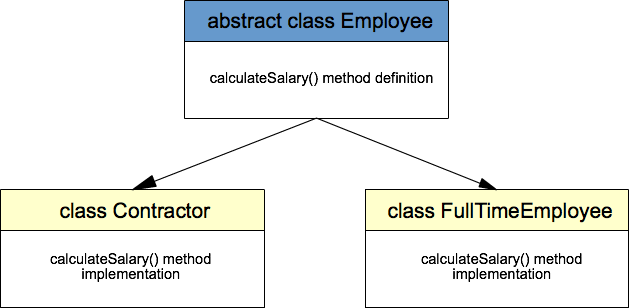 abstract class Employee
calculateSalary() method definition
class Contractor
calculateSalary() method
implementation
class FullTimeEmployee
calculateSalary() method
implementation